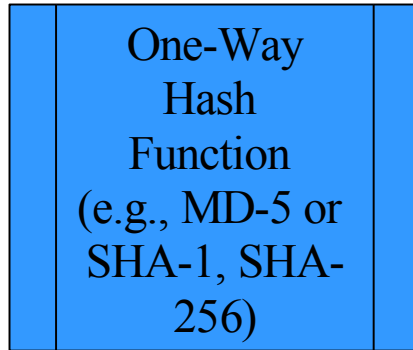 One-Way
Hash
Function
(e.g., MD-5 or
SHA-1, SHA-
256)